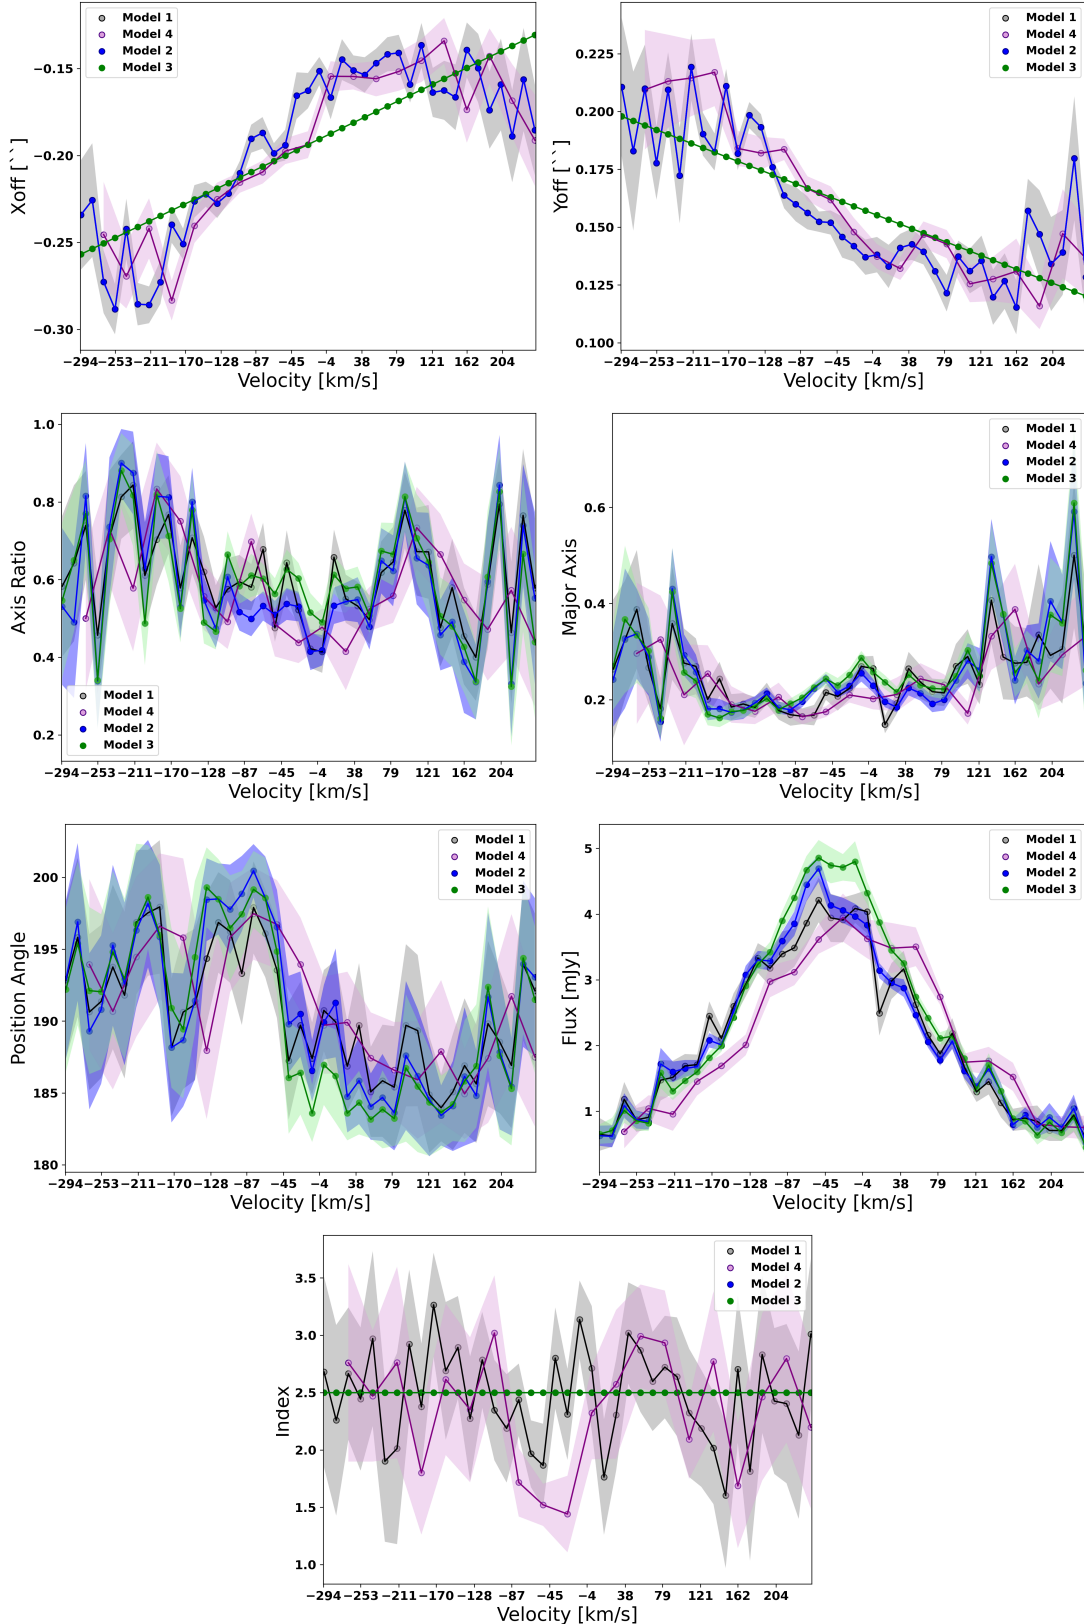 Model 1
Model 4
Model 2
Model 3
−0.15
−0.20
−0.25
−0.30
Xoff [``]
−294 −253 −211 −170 −128 −87 −45 −4 38 79 121 162 204
Velocity [km/s]
Model 1
Model 4
Model 2
Model 3
0.225
0.200
0.175
0.150
0.125
0.100
Yoff [``]
−294 −253 −211 −170 −128 −87 −45 −4 38 79 121 162 204
Velocity [km/s]
1.0
0.8
0.6
0.4
0.2
Axis Ratio
Model 1
Model 4
Model 2
Model 3
−294 −253 −211 −170 −128 −87 −45 −4 38 79 121 162 204
Velocity [km/s]
Model 1
Model 4
Model 2
Model 3
0.6
0.4
0.2
Major Axis
−294 −253 −211 −170 −128 −87 −45 −4 38 79 121 162 204
Velocity [km/s]
Model 1
Model 4
Model 2
Model 3
200
195
190
185
180
Position Angle
−294 −253 −211 −170 −128 −87 −45 −4 38 79 121 162 204
Velocity [km/s]
Model 1
Model 4
Model 2
Model 3
5
4
3
2
1
Flux [mJy]
−294 −253 −211 −170 −128 −87 −45 −4 38 79 121 162 204
Velocity [km/s]
Model 1
Model 4
Model 2
Model 3
3.5
3.0
2.5
2.0
1.5
1.0
Index
−294 −253 −211 −170 −128 −87 −45 −4 38 79 121 162 204
Velocity [km/s]